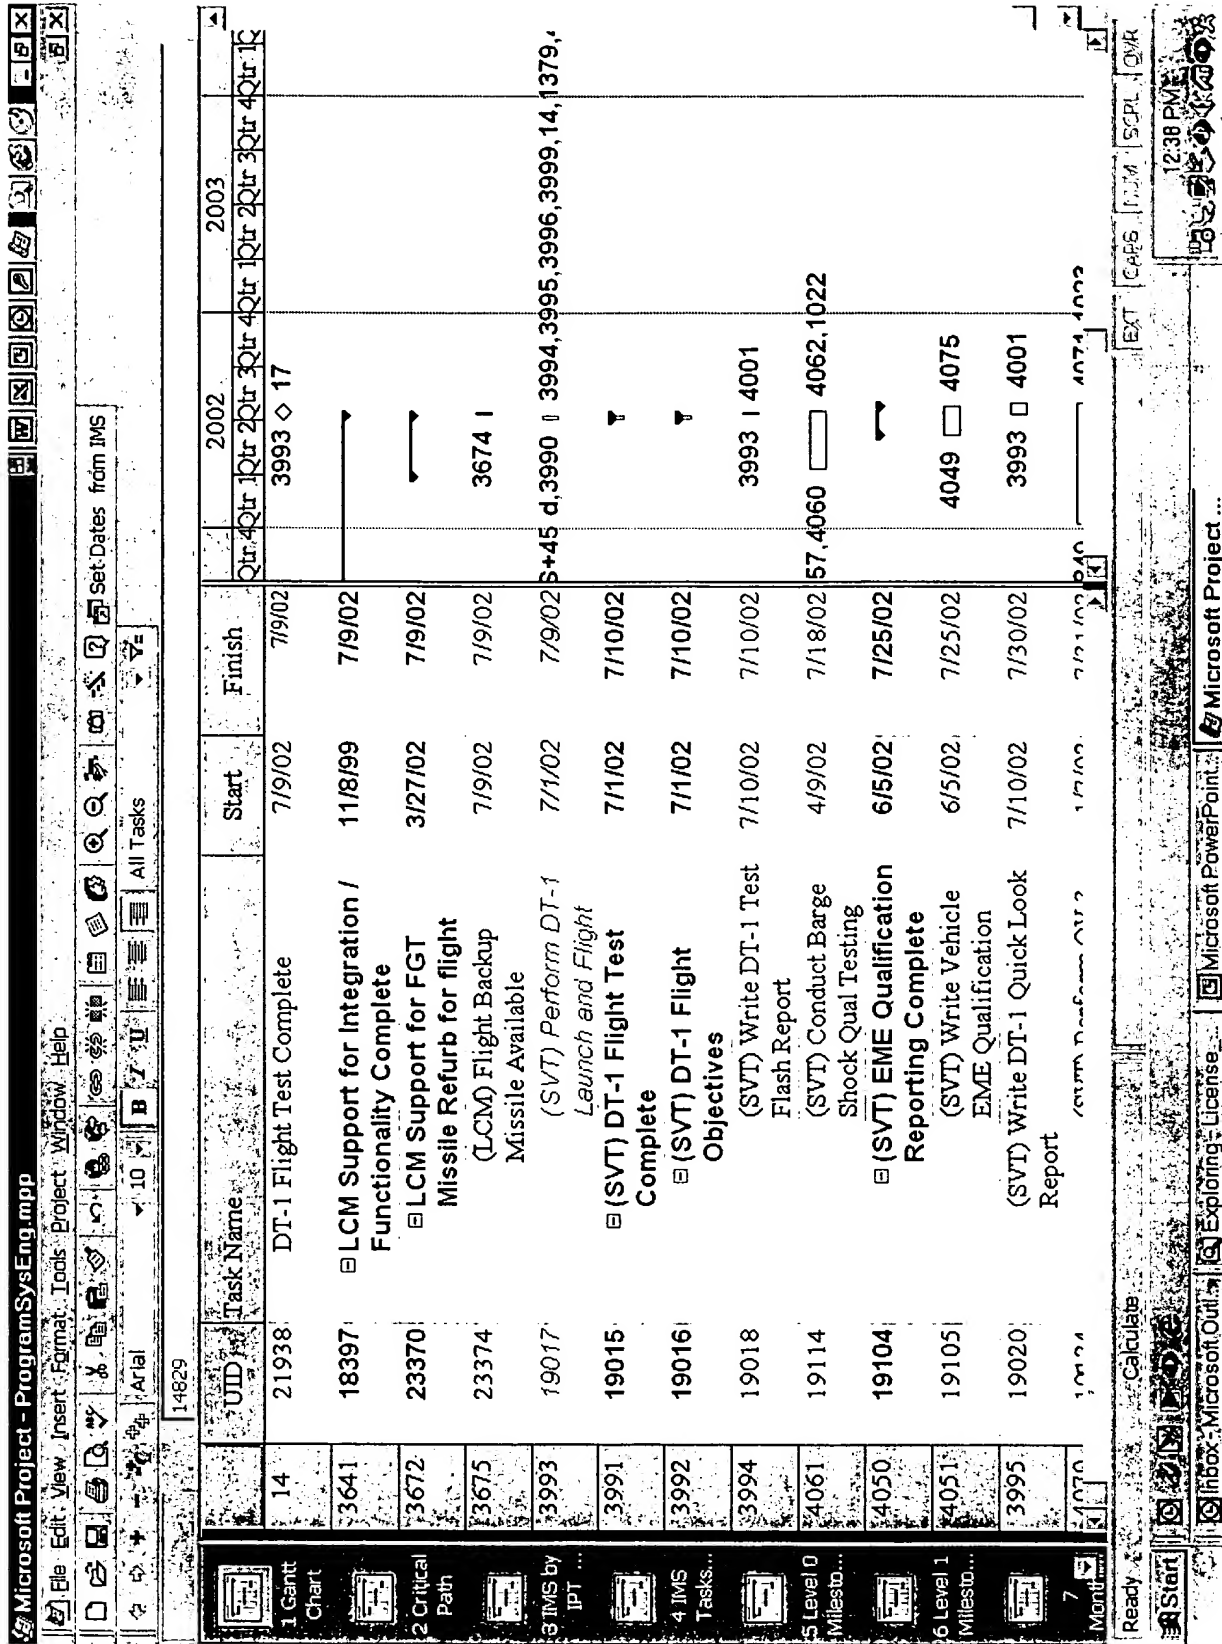 Microsoft Project - ProgramSysEng.mpp
File Edit View Insert Format Tools Project Window Help
Set Dates from IMS
Arial 10 B I U All Tasks
14829
UID Task Name Start Finish
2002 2003
Qtr 4 Qtr 1 Qtr 2 Qtr 3 Qtr 4 Qtr 1 Qtr 2 Qtr 3 Qtr 4 Qtr 1
14 21938 DT-1 Flight Test Complete 7/9/02 7/9/02 3993 17
3641 18397 LCM Support for Integration /
Functionality Complete 11/8/99 7/9/02
3672 23370 LCM Support for FGT
Missile Refurb for flight 3/27/02 7/9/02
3675 23374 (LCM) Flight Backup
Missile Available 7/9/02 7/9/02 3674
3993 19017 (SVT) Perform DT-1
Launch and Flight 7/1/02 7/9/02 S+45 d,3990 3994,3995,3996,3999,14,1379,
3991 19015 (SVT) DT-1 Flight Test
Complete 7/1/02 7/10/02
3992 19016 (SVT) DT-1 Flight
Objectives 7/1/02 7/10/02
3994 19018 (SVT) Write DT-1 Test
Flash Report 7/10/02 7/10/02 3993 4001
4061 19114 (SVT) Conduct Barge
Shock Qual Testing 4/9/02 7/18/02 57,4060 4062,1022
4050 19104 (SVT) EME Qualification
Reporting Complete 6/5/02 7/25/02
4051 19105 (SVT) Write Vehicle
EME Qualification 6/5/02 7/25/02 4049 4075
3995 19020 (SVT) Write DT-1 Quick Look
Report 7/10/02 7/30/02 3993 4001
1 Gantt
Chart
2 Critical
Path
3 IMS by
IPT ...
4 IMS
Tasks...
5 Level 0
Milesto...
6 Level 1
Milesto...
7
Month
Ready Calculate EXT CAPS NUM SCRL OVR
Start 12:38 PM
Inbox - Microsoft Outl... Exploring - License... Microsoft PowerPoint... Microsoft Project ...